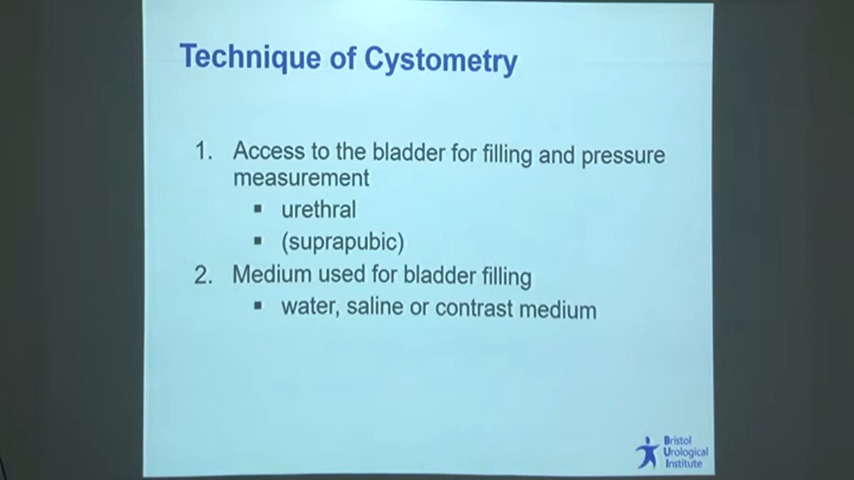 Technique of Cystometry
1. Access to the bladder for filling and pressure
measurement
▪ urethral
▪ (suprapubic)
2. Medium used for bladder filling
▪ water, saline or contrast medium
Bristol
Urological
Institute